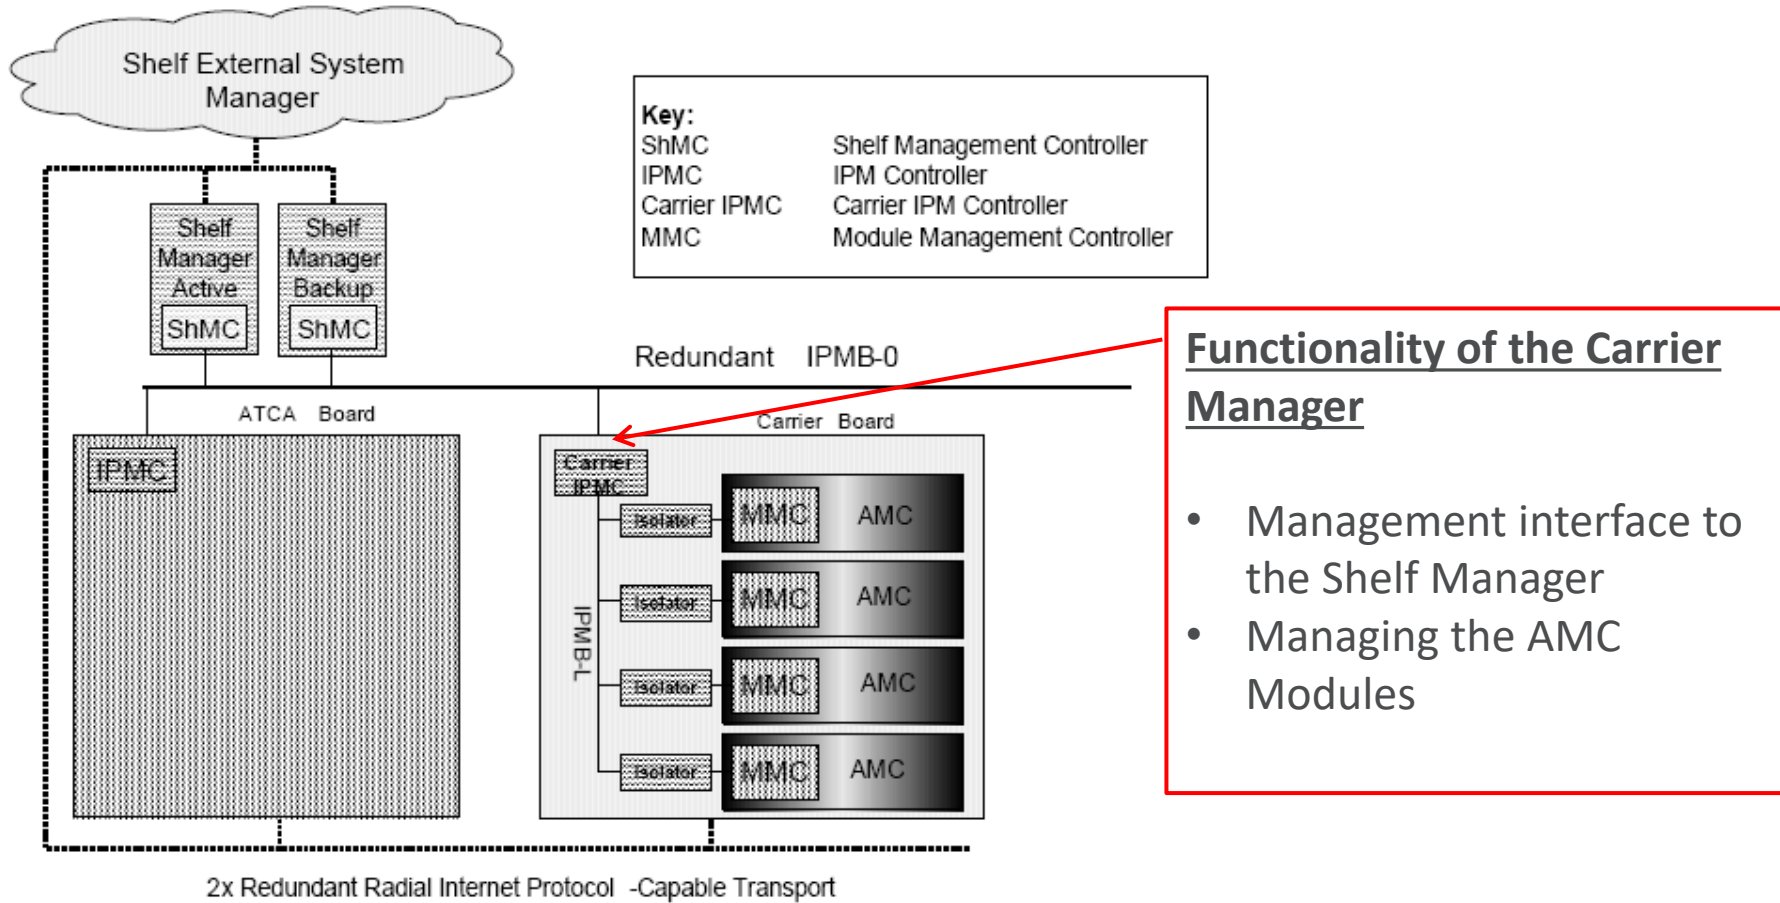 Shelf External System
Manager
Key:
ShMC Shelf Management Controller
IPMC IPM Controller
Carrier IPMC Carrier IPM Controller
MMC Module Management Controller
Shelf
Manager
Active
ShMC
Shelf
Manager
Backup
ShMC
Redundant IPMB-0
ATCA Board
IPMC
Carrier Board
Carrier
IPMC
IPMB-L
Isolator
MMC
AMC
Isolator
MMC
AMC
Isolator
MMC
AMC
Isolator
MMC
AMC
2x Redundant Radial Internet Protocol -Capable Transport
Functionality of the Carrier
Manager
• Management interface to
the Shelf Manager
• Managing the AMC
Modules